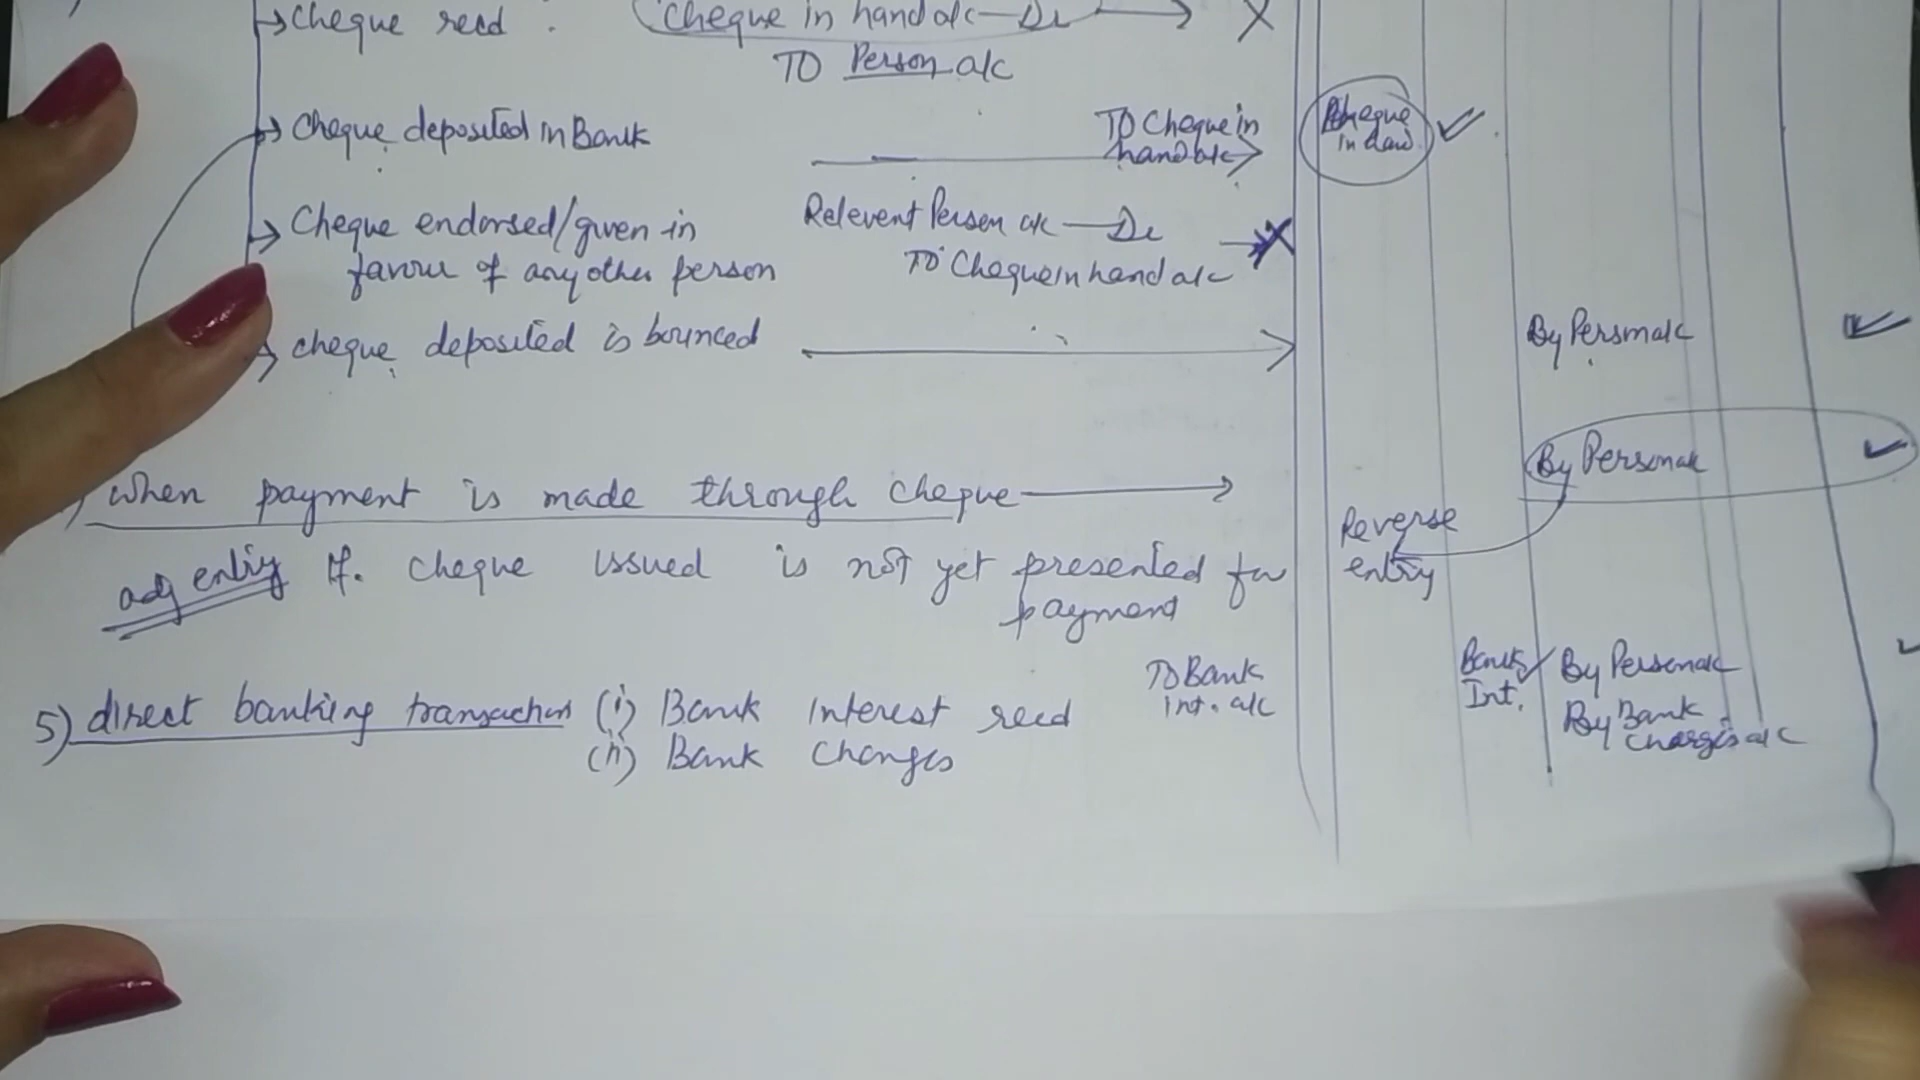 → cheque recd : Cheque in hand a/c — Dr → X
TO Person a/c
→ Cheque deposited in Bank → TO Cheque in hand a/c Cheque in ✓
→ Cheque endorsed/given in favour of any other person
Relevent Person a/c — Dr
TO Cheque in hand a/c → X
→ cheque deposited is bounced → By Person a/c ✓
when payment is made through cheque → By Person a/c ✓
adj entry If. cheque issued is not yet presented for payment
Reverse entry
5) direct banking transaction (i) Bank Interest recd TO Bank int. a/c
Bank Int. By Person a/c
(ii) Bank Charges By Bank Charges a/c